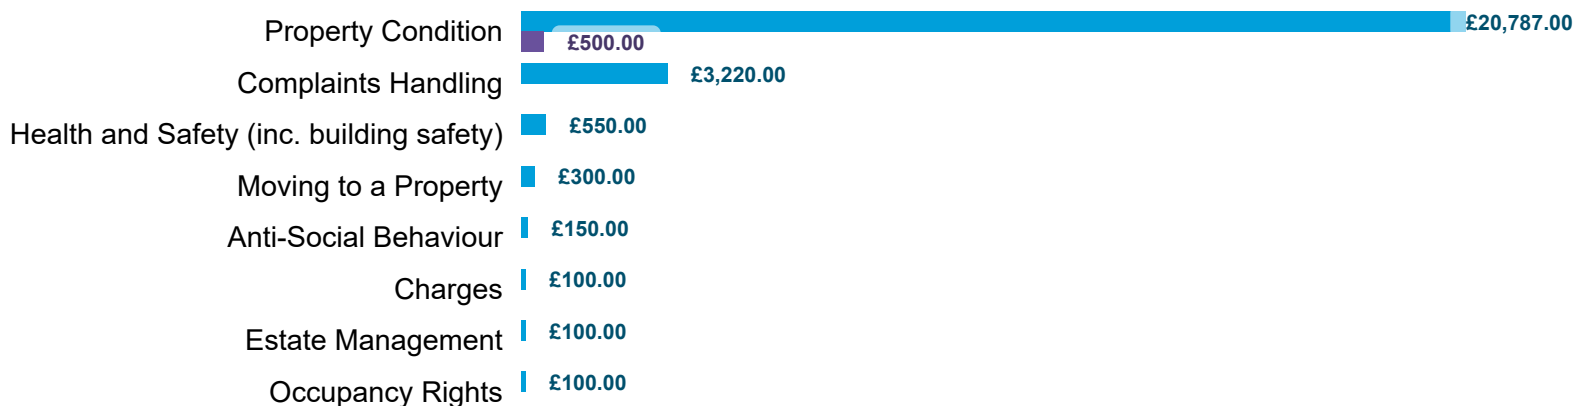 Property Condition £20,787.00
£500.00
Complaints Handling £3,220.00
Health and Safety (inc. building safety) £550.00
Moving to a Property £300.00
Anti-Social Behaviour £150.00
Charges £100.00
Estate Management £100.00
Occupancy Rights £100.00